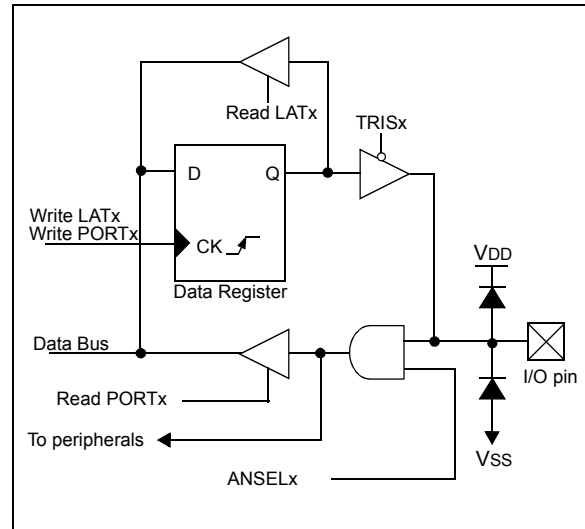 Read LATx
TRISx
D
Q
Write LATx
Write PORTx
CK
VDD
Data Register
Data Bus
I/O pin
Read PORTx
To peripherals
VSS
ANSELx